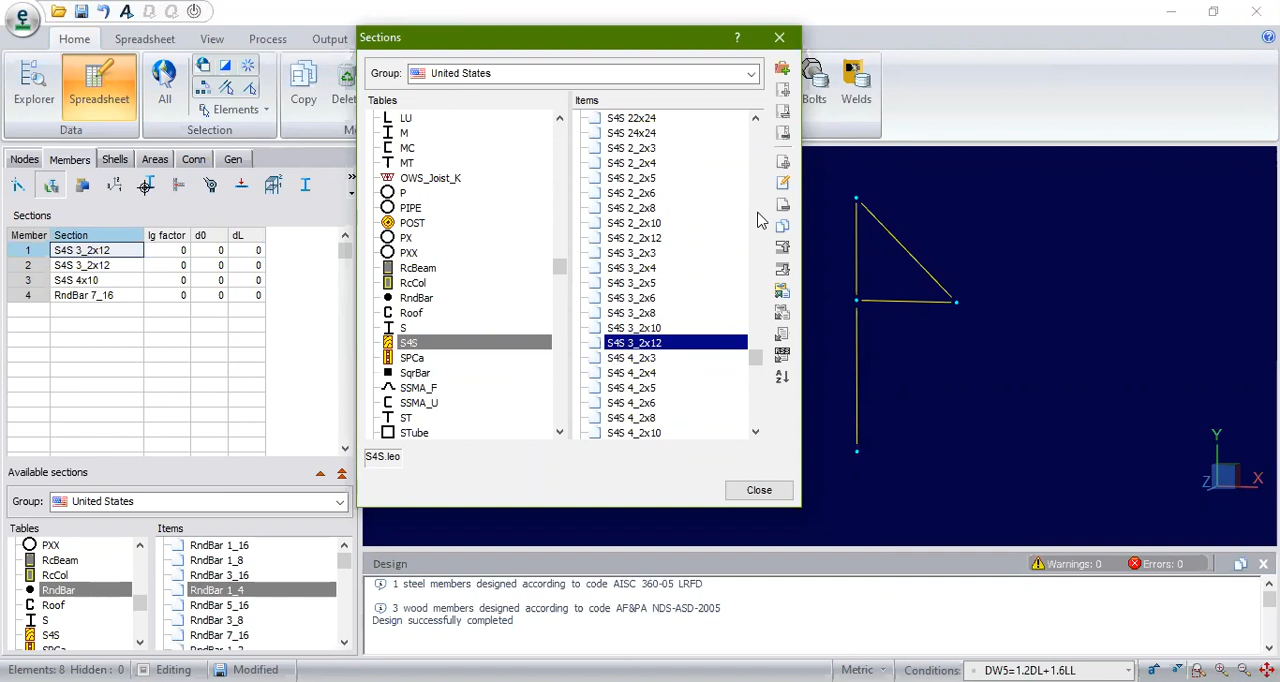 e
Home Spreadsheet View Process Output
Explorer
Spreadsheet
All
Elements
Copy
Bolts
Welds
Data
Selection
Nodes Members Shells Areas Conn Gen
Sections
Member Section Ig factor d0 dL
1 S4S 3_2x12 0 0 0
2 S4S 3_2x12 0 0 0
3 S4S 4x10 0 0 0
4 RndBar 7_16 0 0 0
Available sections
Group: United States
Tables Items
PXX
RcBeam
RcCol
RndBar
Roof
S
S4S
RndBar 1_16
RndBar 1_8
RndBar 3_16
RndBar 1_4
RndBar 5_16
RndBar 3_8
RndBar 7_16
Sections ?
Group: United States
Tables
LU
M
MC
MT
OWS_Joist_K
P
PIPE
POST
PX
PXX
RcBeam
RcCol
RndBar
Roof
S
S4S
SPCa
SqrBar
SSMA_F
SSMA_U
ST
STube
S4S.leo
Items
S4S 22x24
S4S 24x24
S4S 2_2x3
S4S 2_2x4
S4S 2_2x5
S4S 2_2x6
S4S 2_2x8
S4S 2_2x10
S4S 2_2x12
S4S 3_2x3
S4S 3_2x4
S4S 3_2x5
S4S 3_2x6
S4S 3_2x8
S4S 3_2x10
S4S 3_2x12
S4S 4_2x3
S4S 4_2x4
S4S 4_2x5
S4S 4_2x6
S4S 4_2x8
S4S 4_2x10
Close
Y
Z X
Design Warnings: 0 Errors: 0
1 steel members designed according to code AISC 360-05 LRFD
3 wood members designed according to code AF&PA NDS-ASD-2005
Design successfully completed
Elements: 8 Hidden : 0 Editing Modified Metric Conditions: DW5=1.2DL+1.6LL